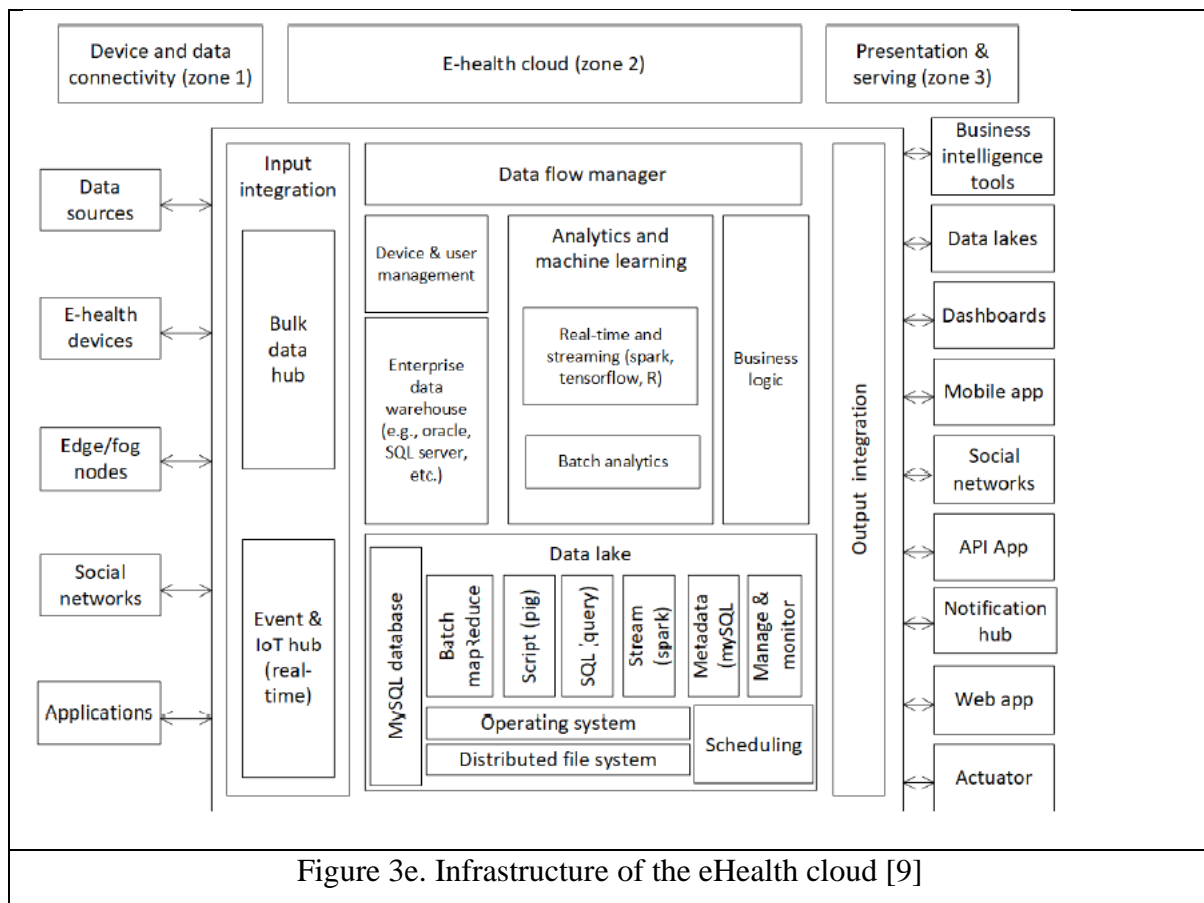 Device and data
connectivity (zone 1)
E-health cloud (zone 2)
Presentation &
serving (zone 3)
Data
sources
E-health
devices
Edge/fog
nodes
Social
networks
Applications
Input
integration
Bulk
data
hub
Event &
IoT hub
(real-
time)
Data flow manager
Device & user
management
Enterprise
data
warehouse
(e.g., oracle,
SQL server,
etc.)
Analytics and
machine learning
Real-time and
streaming (spark,
tensorflow, R)
Batch analytics
Business
logic
Data lake
MySQL database
Batch
mapReduce
Script (pig)
SQL (query)
Stream
(spark)
Metadata
(mySQL
Manage &
monitor
Operating system
Distributed file system
Scheduling
Output integration
Business
intelligence
tools
Data lakes
Dashboards
Mobile app
Social
networks
API App
Notification
hub
Web app
Actuator
Figure 3e. Infrastructure of the eHealth cloud [9]